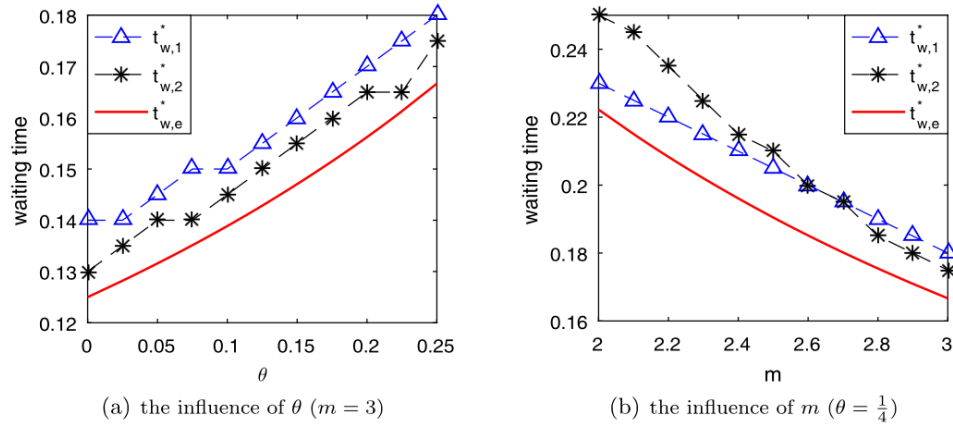 0.18
0.17
0.16
0.15
0.14
0.13
0.12
waiting time
t*w,1
t*w,2
t*w,e
0 0.05 0.10 0.15 0.20 0.25
θ
(a) the influence of θ (m = 3)
0.24
0.22
0.2
0.18
0.16
waiting time
t*w,1
t*w,2
t*w,e
2 2.2 2.4 2.6 2.8 3
m
(b) the influence of m (θ = 1/4)